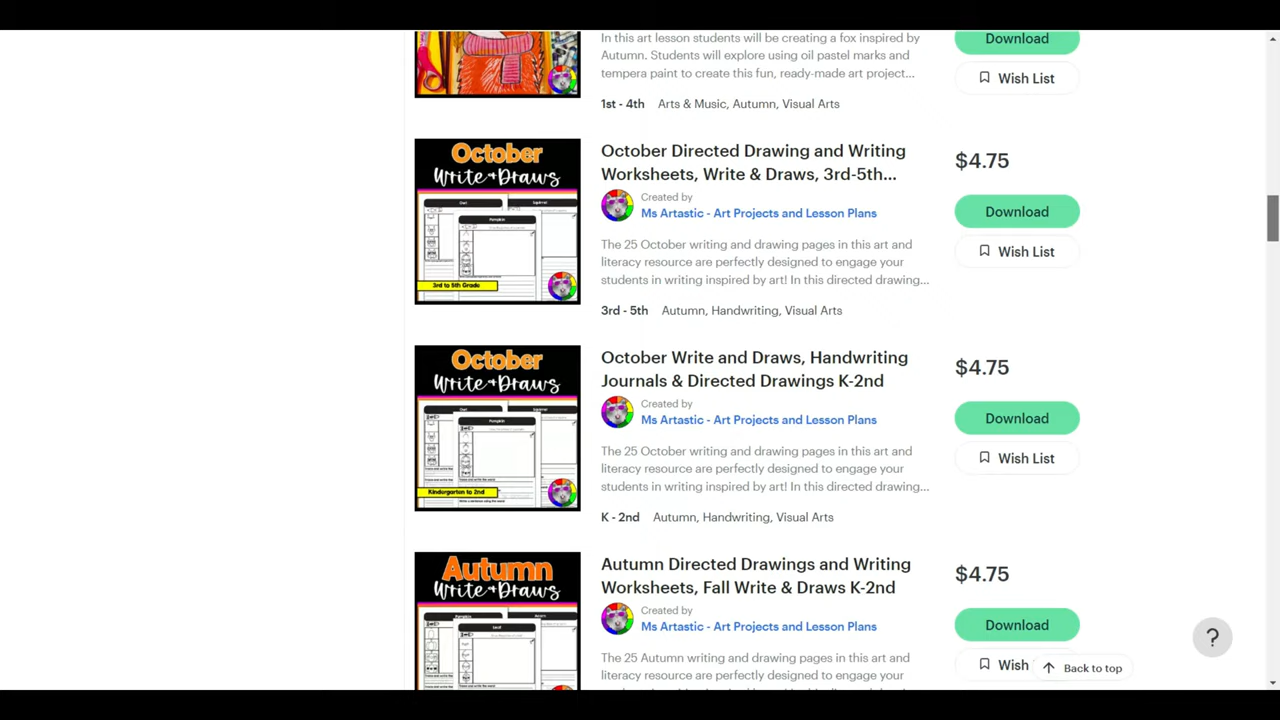 In this art lesson students will be creating a fox inspired by
Autumn. Students will explore using oil pastel marks and
tempera paint to create this fun, ready-made art project...
Download
Wish List
1st - 4th Arts & Music, Autumn, Visual Arts
October
Write & Draws
Owl
Squirrel
Pumpkin
3rd to 5th Grade
October Directed Drawing and Writing
Worksheets, Write & Draws, 3rd-5th...
Created by
Ms Artastic - Art Projects and Lesson Plans
The 25 October writing and drawing pages in this art and
literacy resource are perfectly designed to engage your
students in writing inspired by art! In this directed drawing...
3rd - 5th Autumn, Handwriting, Visual Arts
$4.75
Download
Wish List
October
Write & Draws
Owl
Squirrel
Pumpkin
Kindergarten to 2nd
October Write and Draws, Handwriting
Journals & Directed Drawings K-2nd
Created by
Ms Artastic - Art Projects and Lesson Plans
The 25 October writing and drawing pages in this art and
literacy resource are perfectly designed to engage your
students in writing inspired by art! In this directed drawing...
K - 2nd Autumn, Handwriting, Visual Arts
$4.75
Download
Wish List
Autumn
Write & Draws
Pumpkin
Acorn
Leaf
Autumn Directed Drawings and Writing
Worksheets, Fall Write & Draws K-2nd
Created by
Ms Artastic - Art Projects and Lesson Plans
The 25 Autumn writing and drawing pages in this art and
literacy resource are perfectly designed to engage your
$4.75
Download
Wish
Back to top
?